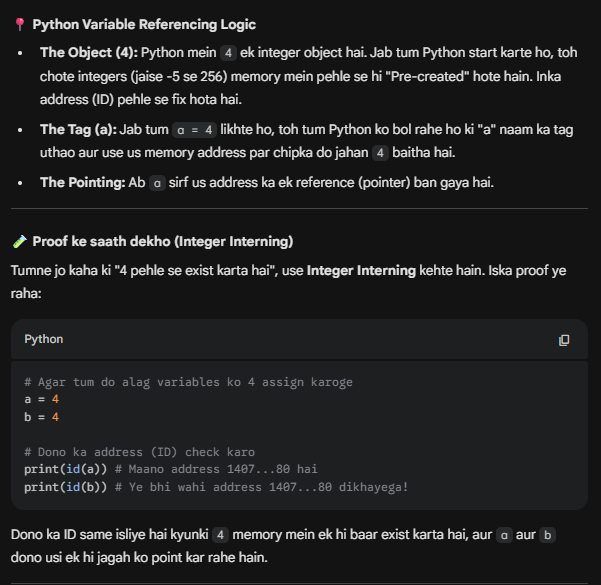 📍 Python Variable Referencing Logic
• The Object (4): Python mein 4 ek integer object hai. Jab tum Python start karte ho, toh
chote integers (jaise -5 se 256) memory mein pehle se hi "Pre-created" hote hain. Inka
address (ID) pehle se fix hota hai.
• The Tag (a): Jab tum a = 4 likhte ho, toh tum Python ko bol rahe ho ki "a" naam ka tag
uthao aur use us memory address par chipka do jahan 4 baitha hai.
• The Pointing: Ab a sirf us address ka ek reference (pointer) ban gaya hai.
🧪 Proof ke saath dekho (Integer Interning)
Tumne jo kaha ki "4 pehle se exist karta hai", use Integer Interning kehte hain. Iska proof ye
raha:
Python
# Agar tum do alag variables ko 4 assign karoge
a = 4
b = 4
# Dono ka address (ID) check karo
print(id(a)) # Maano address 1407...80 hai
print(id(b)) # Ye bhi wahi address 1407...80 dikhayega!
Dono ka ID same isliye hai kyunki 4 memory mein ek hi baar exist karta hai, aur a aur b
dono usi ek hi jagah ko point kar rahe hain.